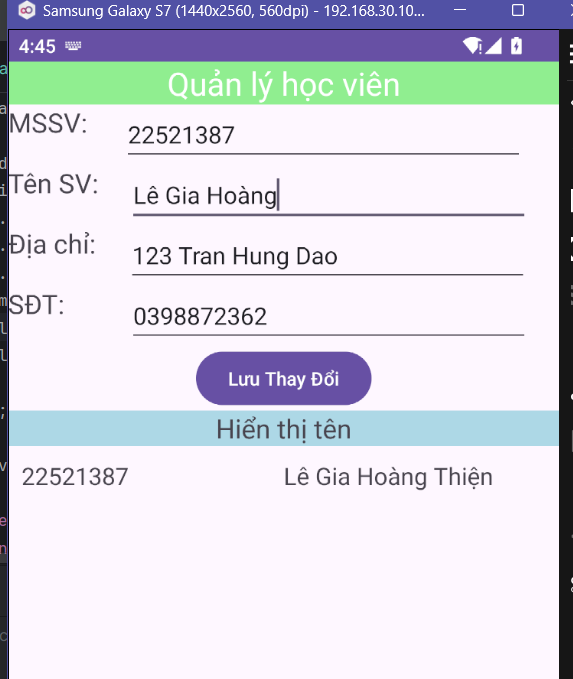 Samsung Galaxy S7 (1440x2560, 560dpi) - 192.168.30.10...
4:45
Quản lý học viên
MSSV: 22521387
Tên SV: Lê Gia Hoàng
Địa chỉ: 123 Tran Hung Dao
SĐT: 0398872362
Lưu Thay Đổi
Hiển thị tên
22521387 Lê Gia Hoàng Thiện